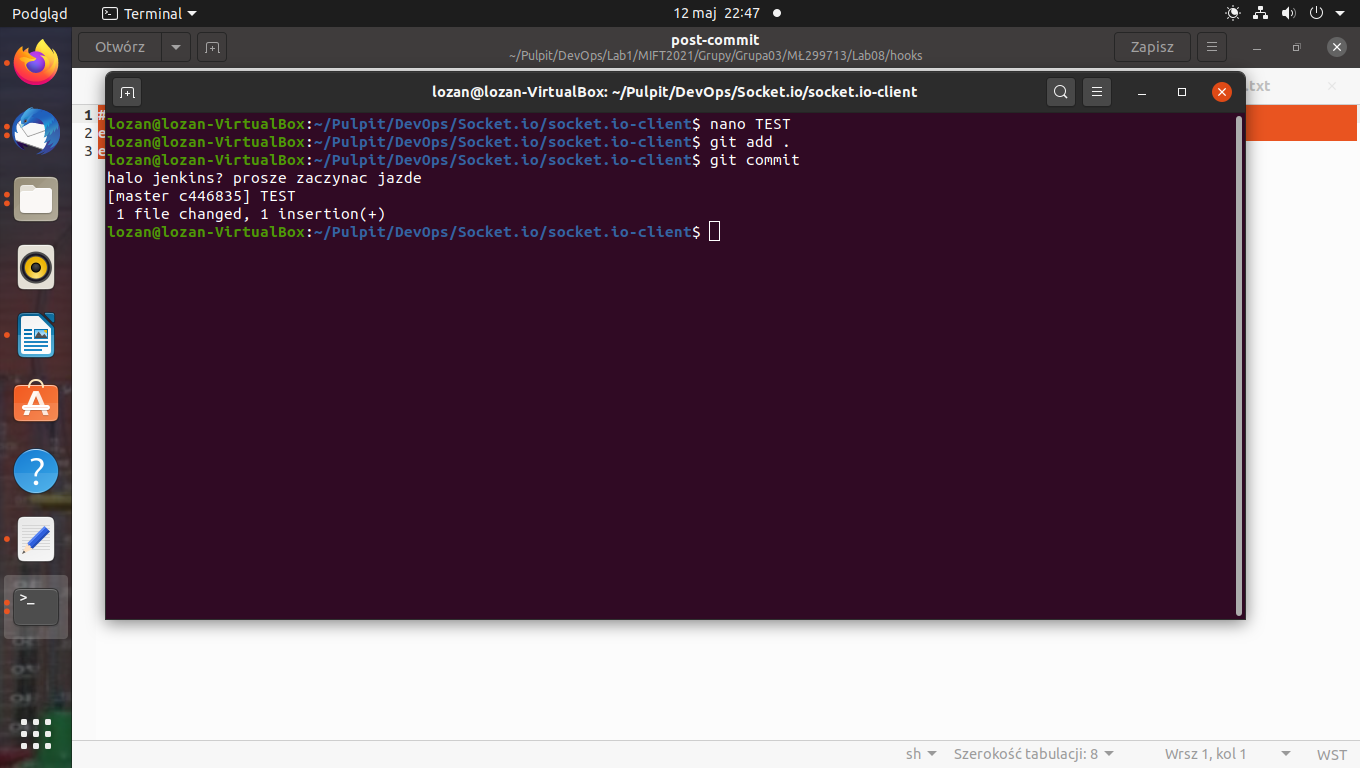 Podgląd
Terminal
12 maj 22:47
Otwórz
post-commit
~/Pulpit/DevOps/Lab1/MIFT2021/Grupy/Grupa03/MŁ299713/Lab08/hooks
Zapisz
.txt
lozan@lozan-VirtualBox: ~/Pulpit/DevOps/Socket.io/socket.io-client
1 #
2 e
3 e
lozan@lozan-VirtualBox:~/Pulpit/DevOps/Socket.io/socket.io-client$ nano TEST
lozan@lozan-VirtualBox:~/Pulpit/DevOps/Socket.io/socket.io-client$ git add .
lozan@lozan-VirtualBox:~/Pulpit/DevOps/Socket.io/socket.io-client$ git commit
halo jenkins? prosze zaczynac jazde
[master c446835] TEST
1 file changed, 1 insertion(+)
lozan@lozan-VirtualBox:~/Pulpit/DevOps/Socket.io/socket.io-client$
sh
Szerokość tabulacji: 8
Wrsz 1, kol 1
WST